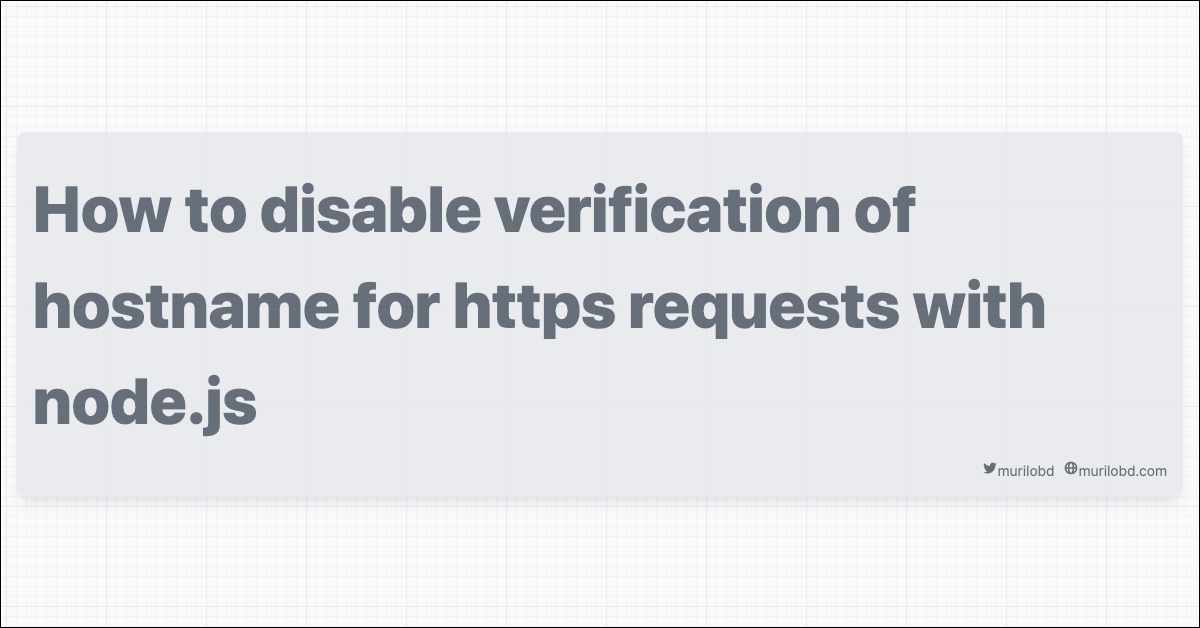 How to disable verification of
hostname for https requests with
node.js
murilobd murilobd.com